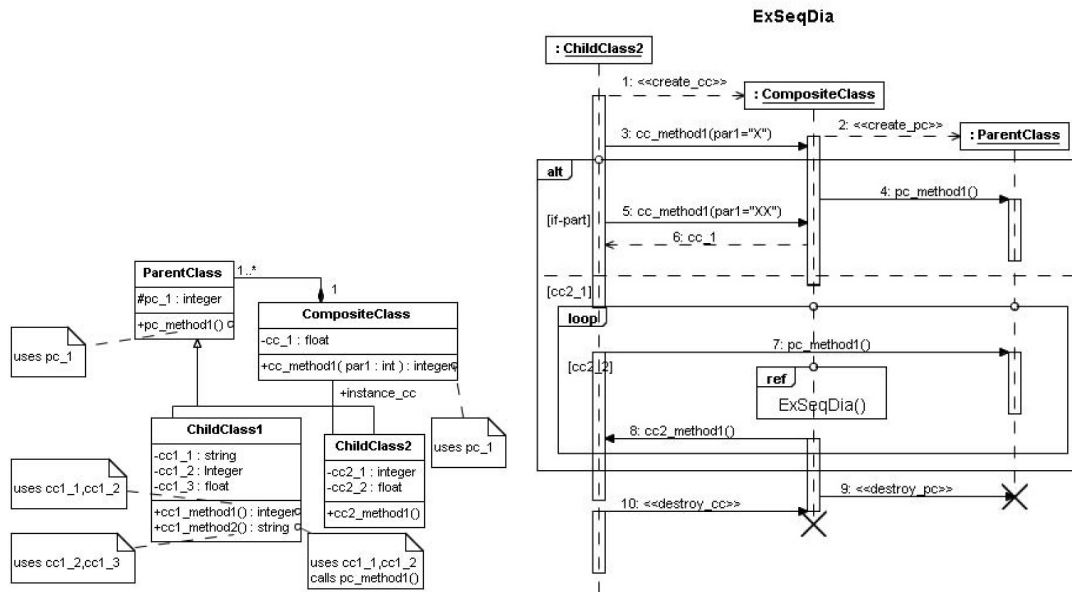 ParentClass
1..*
#pc_1 : integer
+pc_method1()
uses pc_1
1
CompositeClass
-cc_1 : float
+cc_method1( par1 : int ) : integer
uses pc_1
+instance_cc
ChildClass1
-cc1_1 : string
-cc1_2 : Integer
-cc1_3 : float
+cc1_method1() : integer
+cc1_method2() : string
uses cc1_1,cc1_2
uses cc1_2,cc1_3
uses cc1_1,cc1_2
calls pc_method1()
ChildClass2
-cc2_1 : integer
-cc2_2 : float
+cc2_method1()
ExSeqDia
: ChildClass2
1: <<create_cc>>
: CompositeClass
2: <<create_pc>>
: ParentClass
3: cc_method1(par1="X")
alt
4: pc_method1()
[if-part]
5: cc_method1(par1="XX")
6: cc_1
[cc2_1]
loop
7: pc_method1()
[cc2_2]
ref
ExSeqDia()
8: cc2_method1()
9: <<destroy_pc>>
10: <<destroy_cc>>